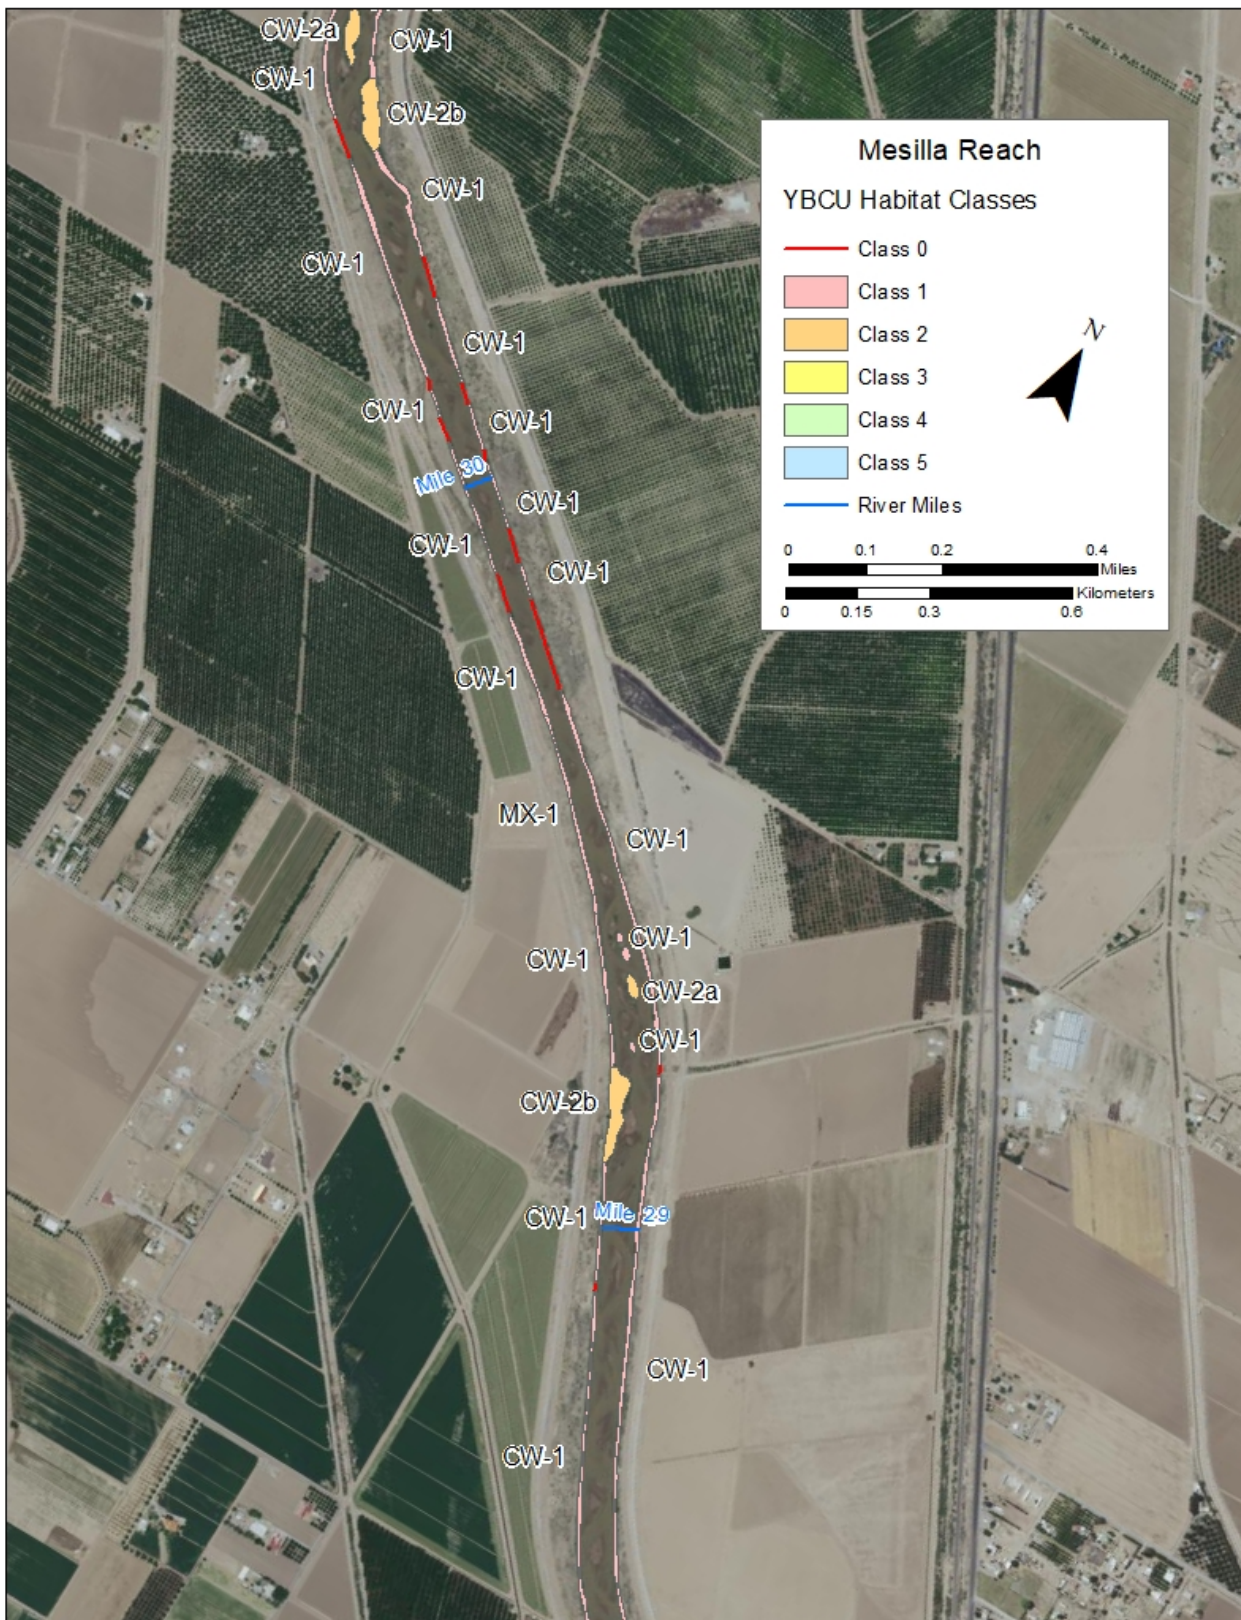 CW-2a
CW-1
CW-1
CW-2b
CW-1
CW-1
CW-1
CW-1
CW-1
Mile 30
CW-1
CW-1
CW-1
CW-1
MX-1
CW-1
CW-1
CW-1
CW-2a
CW-1
CW-2b
CW-1
Mile 29
CW-1
CW-1
Mesilla Reach
YBCU Habitat Classes
Class 0
Class 1
Class 2
Class 3
Class 4
Class 5
River Miles
N
0 0.1 0.2 0.4
Miles
Kilometers
0 0.15 0.3 0.6